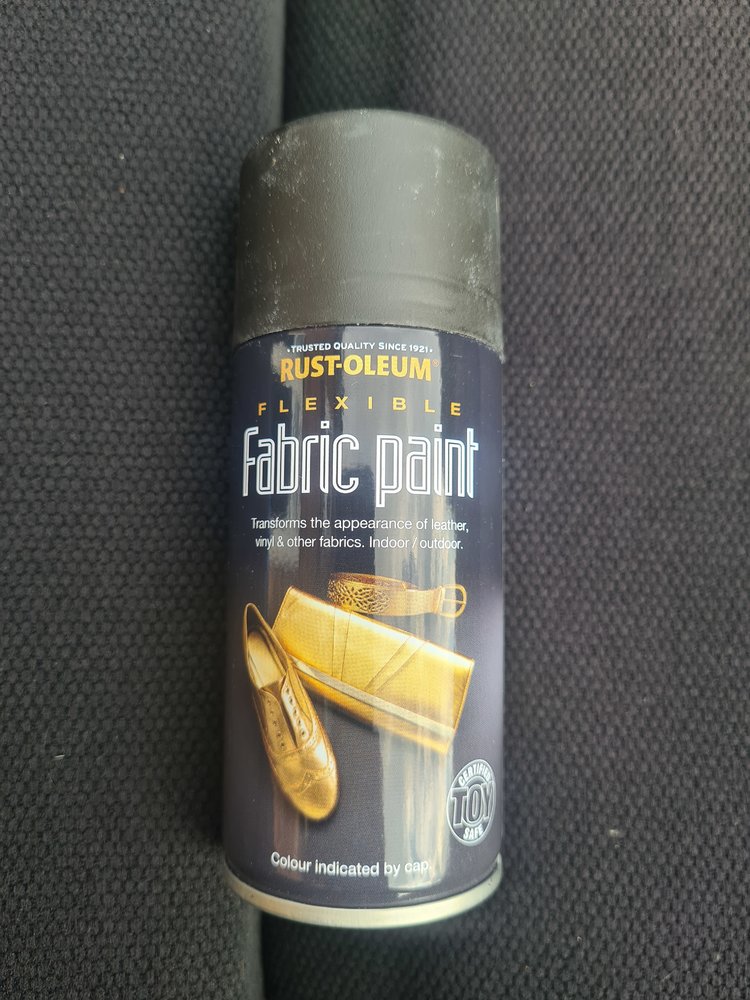 •TRUSTED QUALITY SINCE 1921•
RUST-OLEUM®
FLEXIBLE
Fabric paint
Transforms the appearance of leather,
vinyl & other fabrics. Indoor / outdoor.
CERTIFIED
TOY
SAFE
Colour indicated by cap.